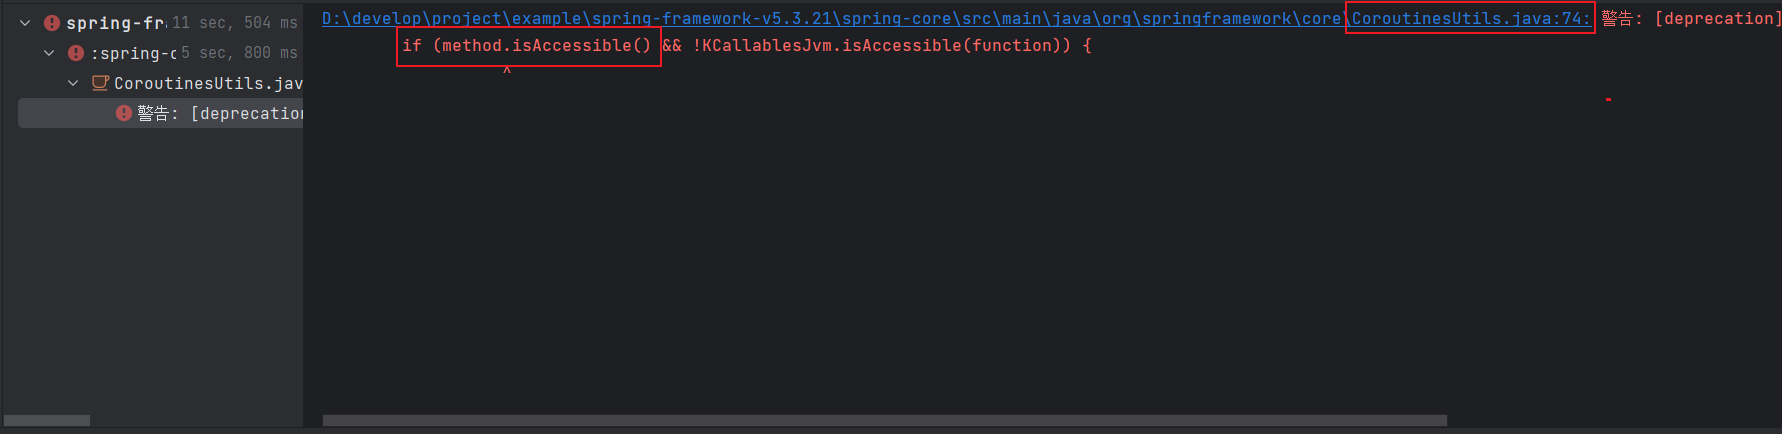 spring-fra 11 sec, 504 ms
:spring-c 5 sec, 800 ms
CoroutinesUtils.jav
警告: [deprecation
D:\develop\project\example\spring-framework-v5.3.21\spring-core\src\main\java\org\springframework\core\CoroutinesUtils.java:74: 警告: [deprecation]
if (method.isAccessible() && !KCallablesJvm.isAccessible(function)) {
^